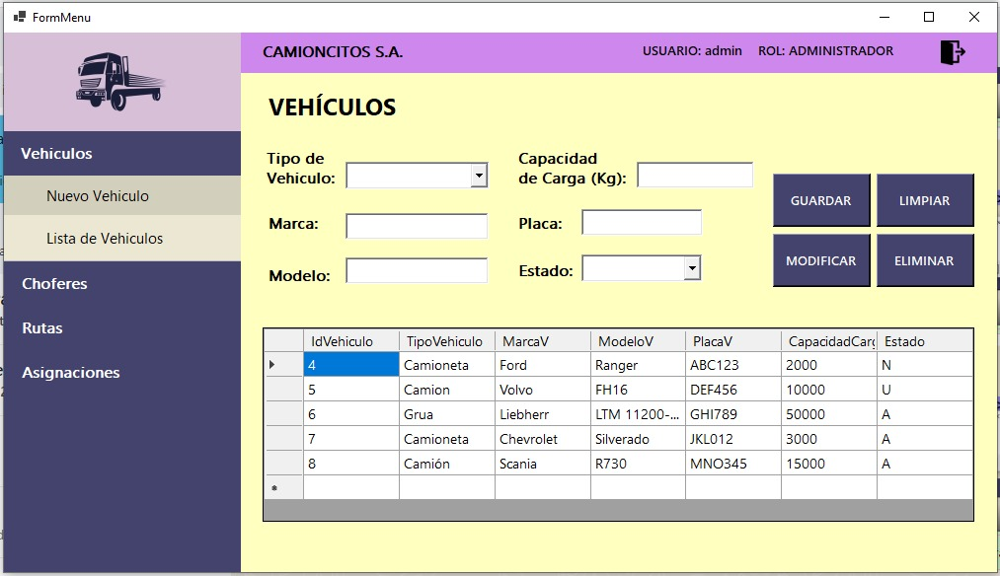 FormMenu
CAMIONCITOS S.A. USUARIO: admin ROL: ADMINISTRADOR
Vehiculos
Nuevo Vehiculo
Lista de Vehiculos
Choferes
Rutas
Asignaciones
VEHÍCULOS
Tipo de
Vehiculo:
Capacidad
de Carga (Kg):
Marca:
Placa:
Modelo:
Estado:
GUARDAR LIMPIAR
MODIFICAR ELIMINAR
IdVehiculo TipoVehiculo MarcaV ModeloV PlacaV CapacidadCarg Estado
4 Camioneta Ford Ranger ABC123 2000 N
5 Camion Volvo FH16 DEF456 10000 U
6 Grua Liebherr LTM 11200-... GHI789 50000 A
7 Camioneta Chevrolet Silverado JKL012 3000 A
8 Camión Scania R730 MNO345 15000 A